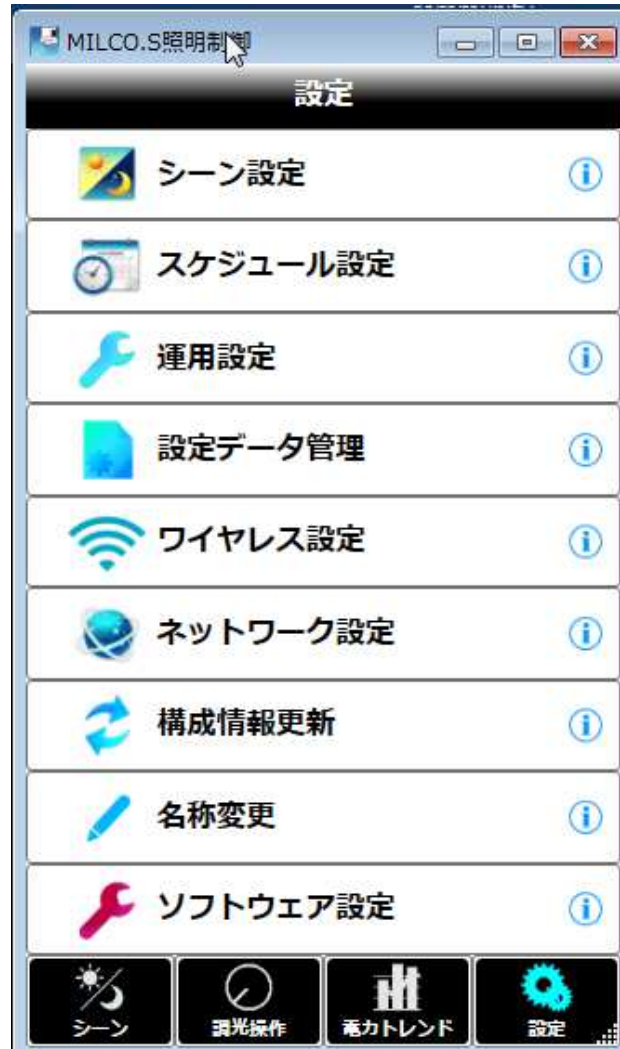 MILCO.S照明制御
設定
シーン設定
スケジュール設定
運用設定
設定データ管理
ワイヤレス設定
ネットワーク設定
構成情報更新
名称変更
ソフトウェア設定
シーン
調光操作
電力トレンド
設定